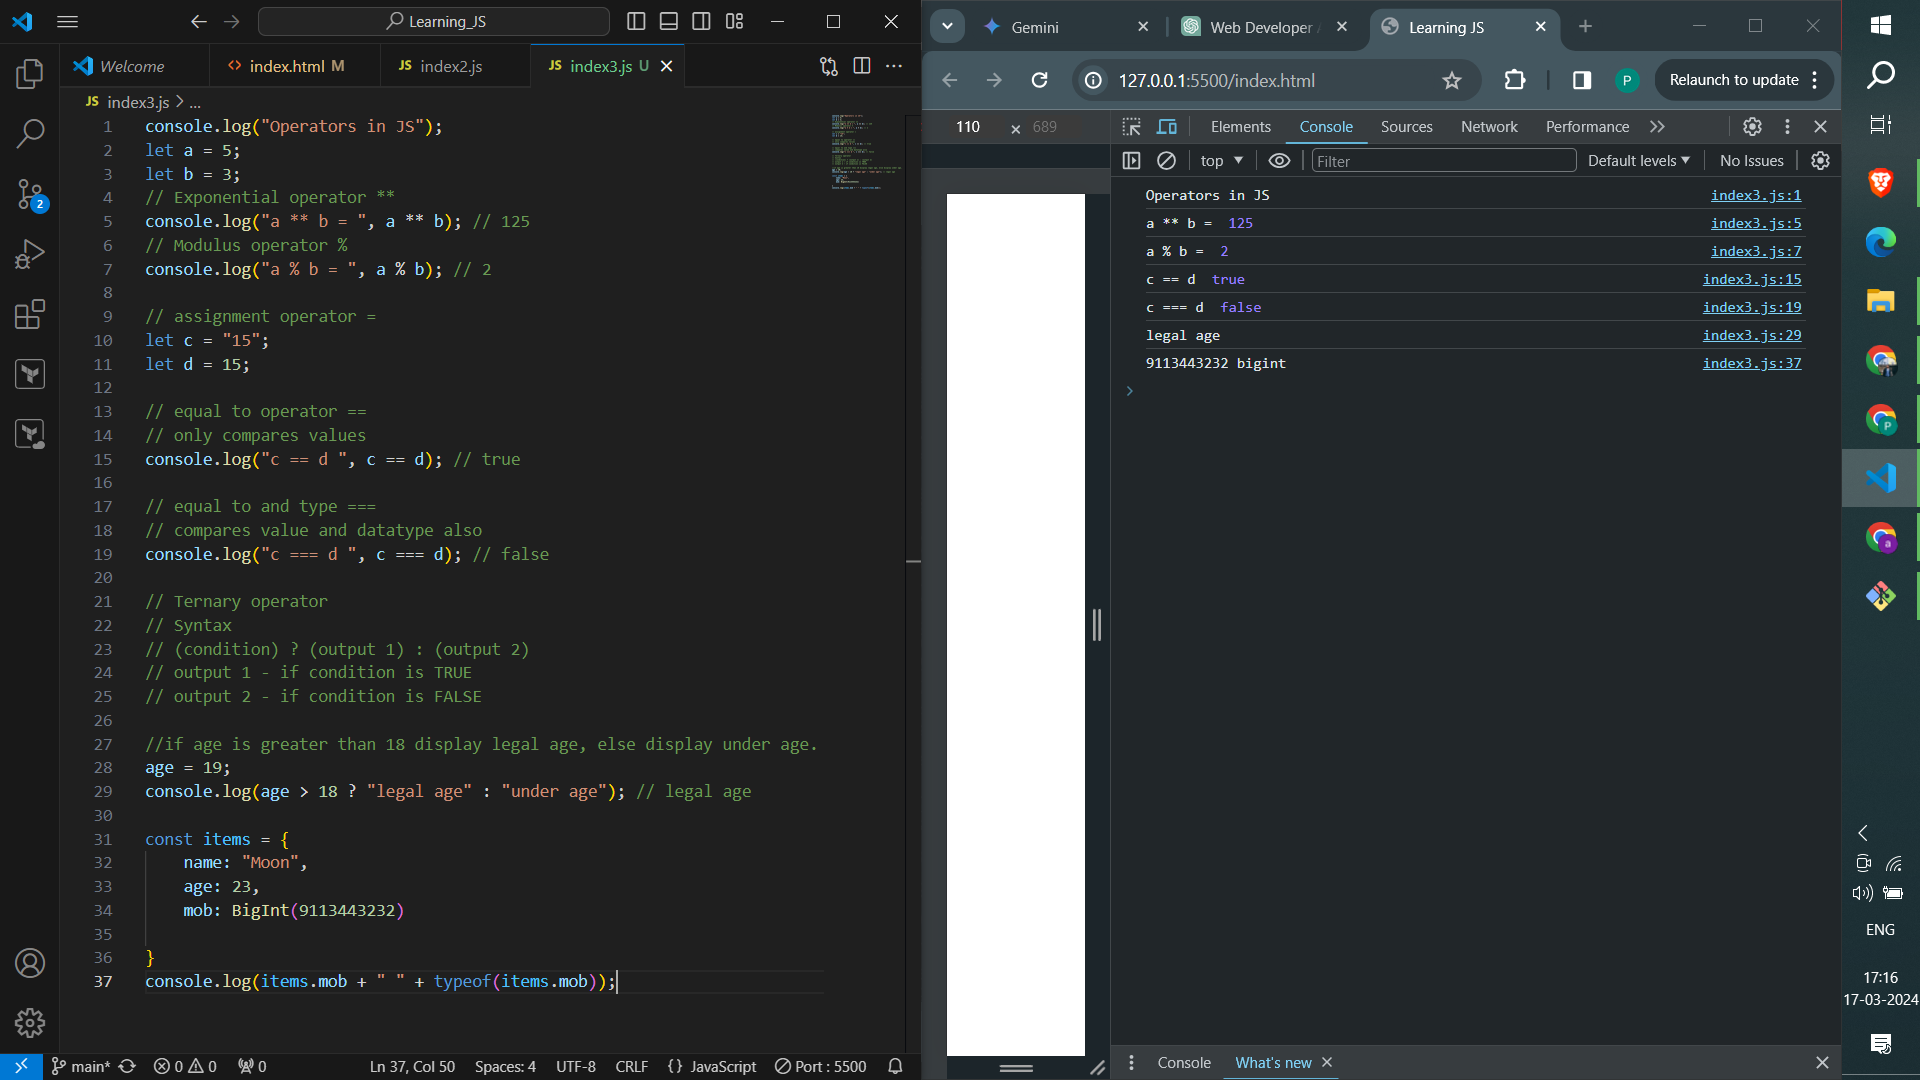 Learning_JS
Welcome
index.html M
JS index2.js
JS index3.js U
JS index3.js > ...
1 console.log("Operators in JS");
2 let a = 5;
3 let b = 3;
4 // Exponential operator **
5 console.log("a ** b = ", a ** b); // 125
6 // Modulus operator %
7 console.log("a % b = ", a % b); // 2
8
9 // assignment operator =
10 let c = "15";
11 let d = 15;
12
13 // equal to operator ==
14 // only compares values
15 console.log("c == d ", c == d); // true
16
17 // equal to and type ===
18 // compares value and datatype also
19 console.log("c === d ", c === d); // false
20
21 // Ternary operator
22 // Syntax
23 // (condition) ? (output 1) : (output 2)
24 // output 1 - if condition is TRUE
25 // output 2 - if condition is FALSE
26
27 //if age is greater than 18 display legal age, else display under age.
28 age = 19;
29 console.log(age > 18 ? "legal age" : "under age"); // legal age
30
31 const items = {
32 name: "Moon",
33 age: 23,
34 mob: BigInt(9113443232)
35
36 }
37 console.log(items.mob + " " + typeof(items.mob));
2
main*
0 0
0
Ln 37, Col 50
Spaces: 4
UTF-8
CRLF
{} JavaScript
Port : 5500
Gemini
Web Developer
Learning JS
127.0.0.1:5500/index.html
P
Relaunch to update
110 × 689
Elements
Console
Sources
Network
Performance
top
Filter
Default levels
No Issues
Operators in JS index3.js:1
a ** b = 125 index3.js:5
a % b = 2 index3.js:7
c == d true index3.js:15
c === d false index3.js:19
legal age index3.js:29
9113443232 bigint index3.js:37
Console
What's new
P
a
ENG
17:16
17-03-2024